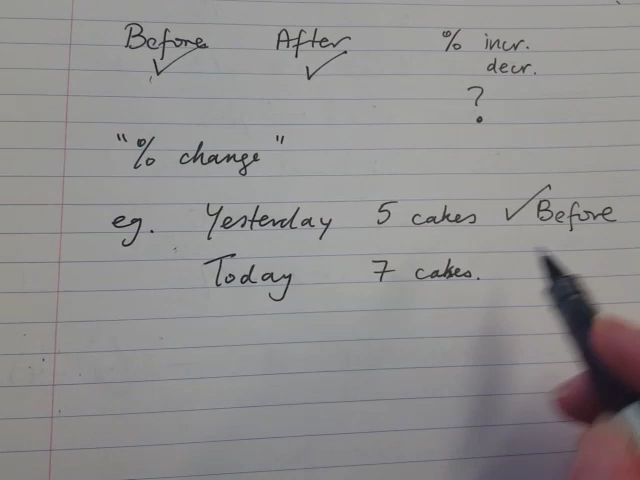 Before After % incr.
decr.
✓ ✓ ?
"% change"
eg. Yesterday 5 cakes ✓ Before
Today 7 cakes.